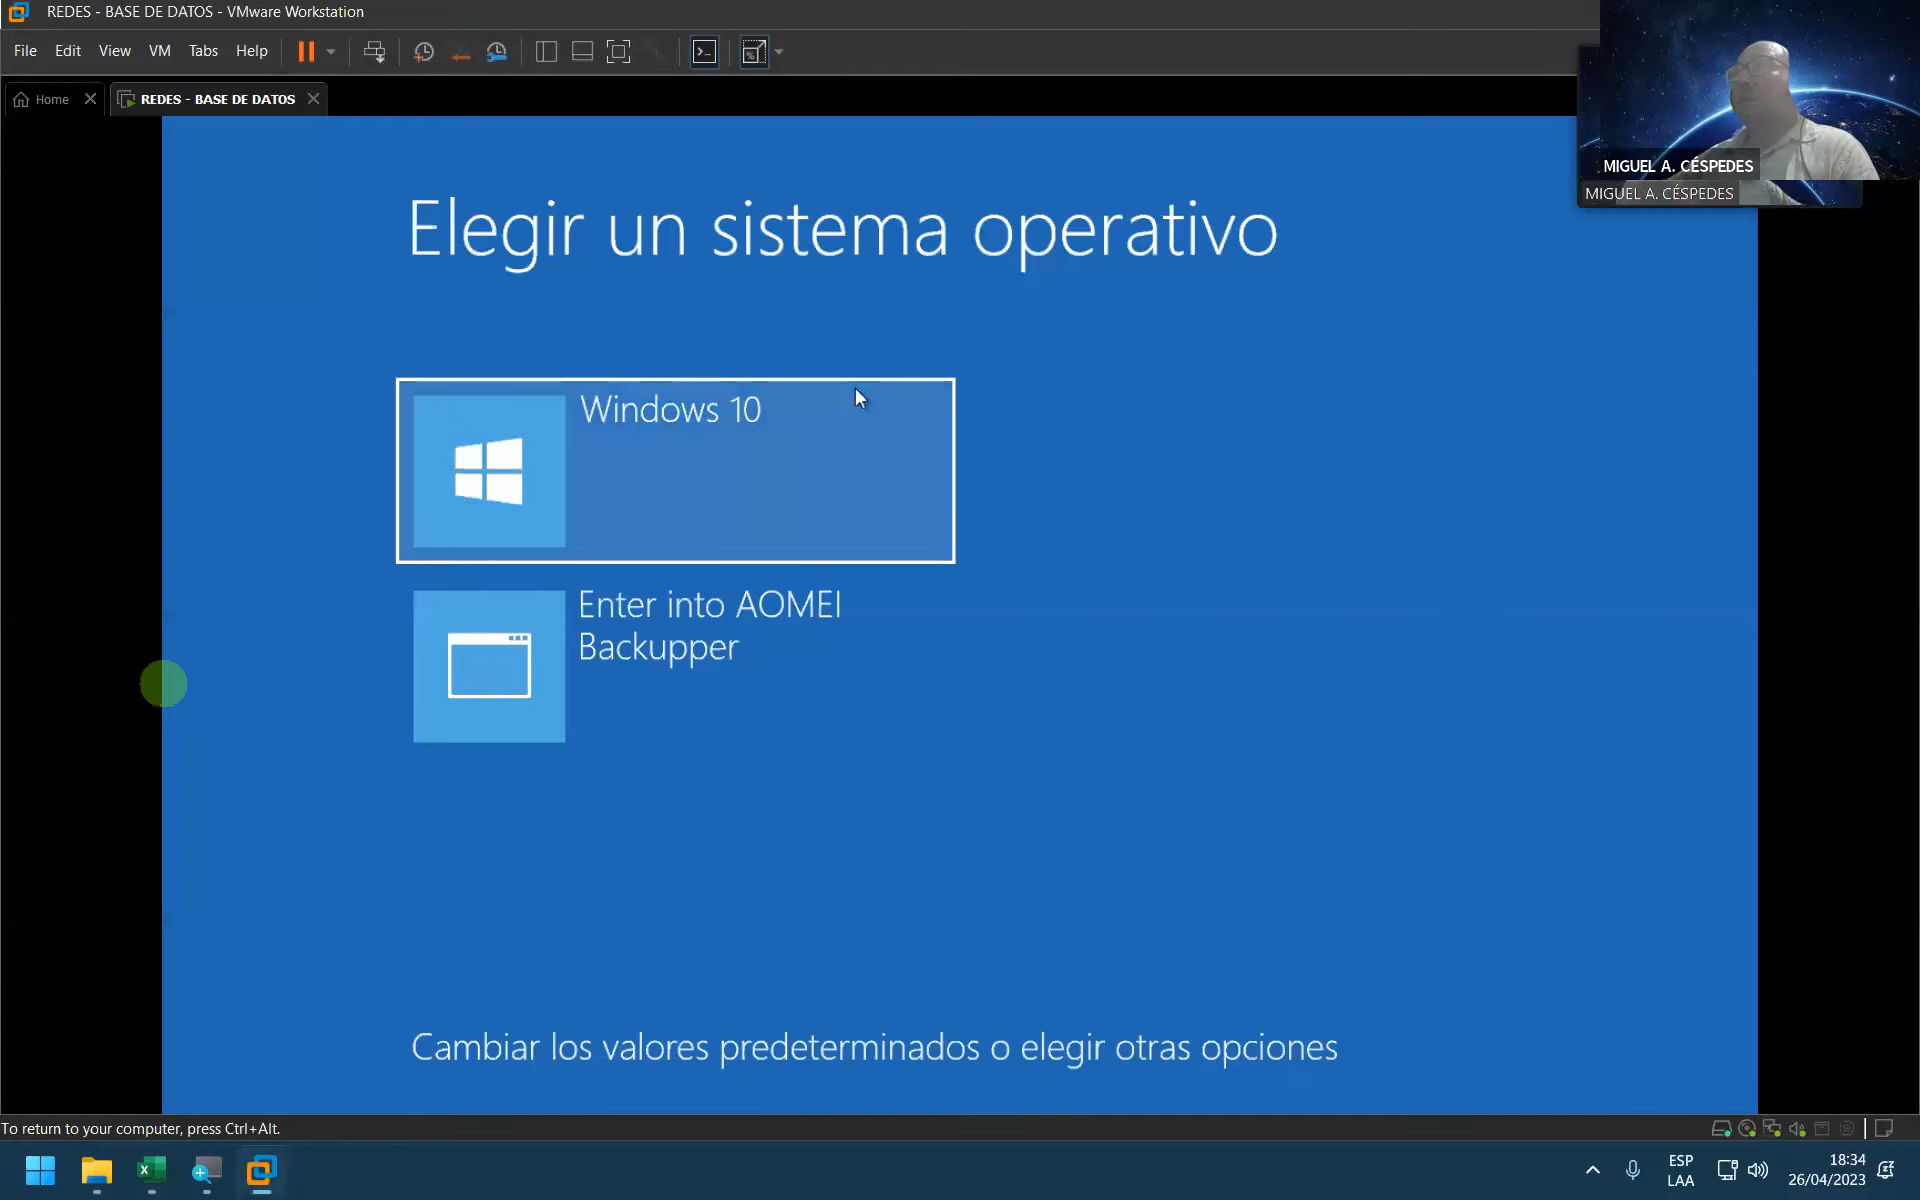 REDES - BASE DE DATOS - VMware Workstation
File Edit View VM Tabs Help
Home REDES - BASE DE DATOS
MIGUEL A. CÉSPEDES
MIGUEL A. CÉSPEDES
Elegir un sistema operativo
Windows 10
Enter into AOMEI
Backupper
Cambiar los valores predeterminados o elegir otras opciones
To return to your computer, press Ctrl+Alt.
ESP
LAA
18:34
26/04/2023